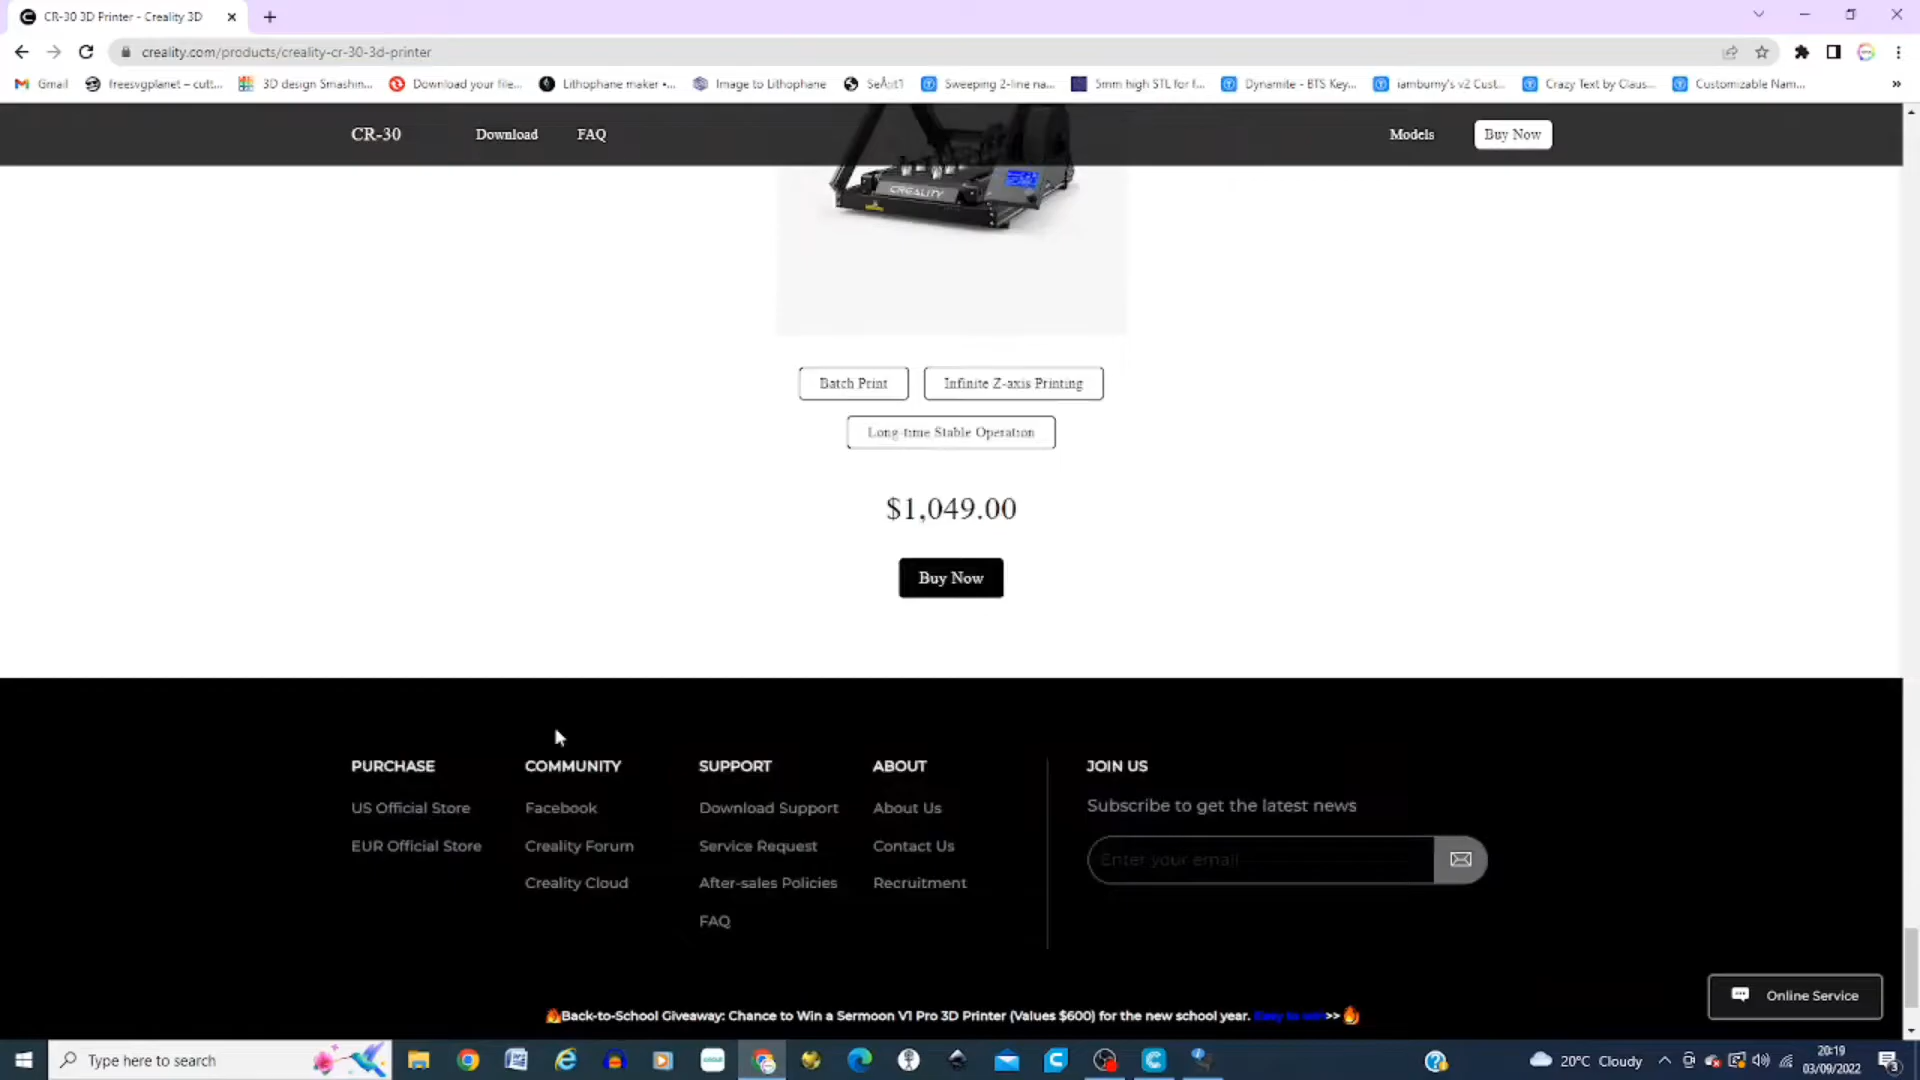 CR-30 3D Printer - Creality 3D
creality.com/products/creality-cr-30-3d-printer
Gmail freesvgplanet – cutt... 3D design Smashin... Download your file... Lithophane maker •... Image to Lithophane Sweeping 2-line na... 5mm high STL for f... Dynamite - BTS Key... iamburny's v2 Cust... Crazy Text by Claus... Customizable Nam...
CR-30 Download FAQ Models Buy Now
CREALITY
Batch Print Infinite Z-axis Printing
Long-time Stable Operation
$1,049.00
Buy Now
PURCHASE COMMUNITY SUPPORT ABOUT JOIN US
US Official Store Facebook Download Support About Us Subscribe to get the latest news
EUR Official Store Creality Forum Service Request Contact Us Enter your email
Creality Cloud After-sales Policies Recruitment
FAQ
Online Service
🔥Back-to-School Giveaway: Chance to Win a Sermoon V1 Pro 3D Printer (Values $600) for the new school year. >>🔥
Type here to search 20°C Cloudy 20:19
03/09/2022 3